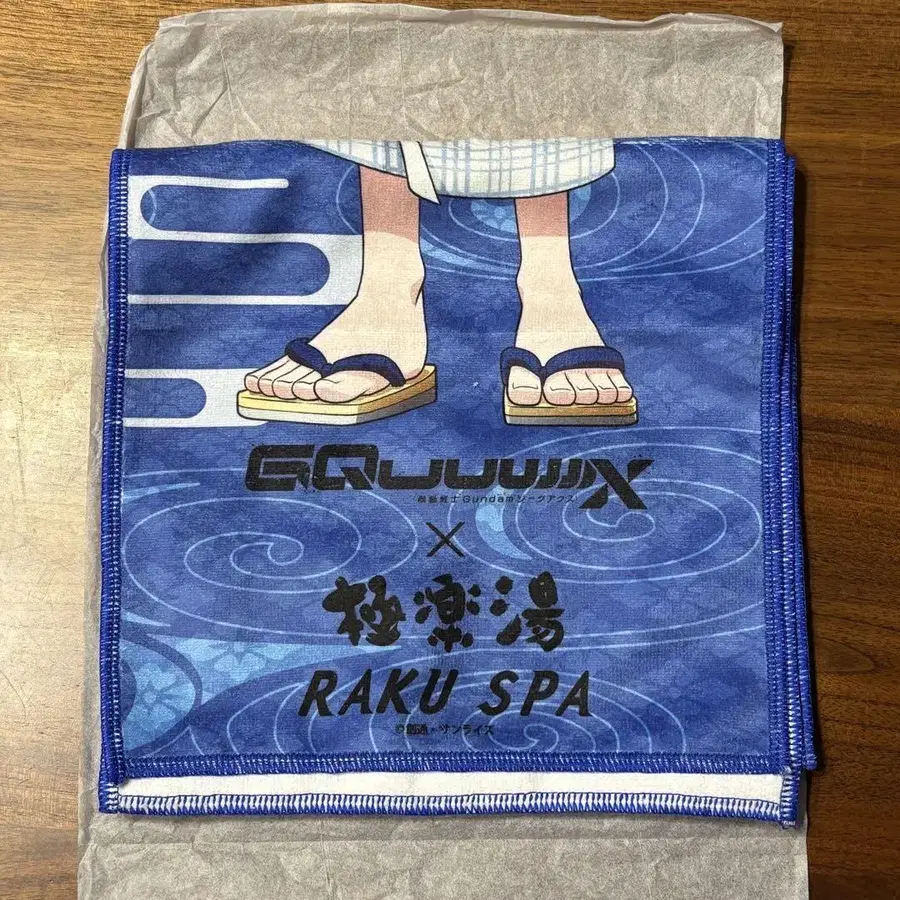 GQuuuuuuX
機動戦士Gundamジークアクス
×
極楽湯
RAKU SPA
©創通・サンライズ